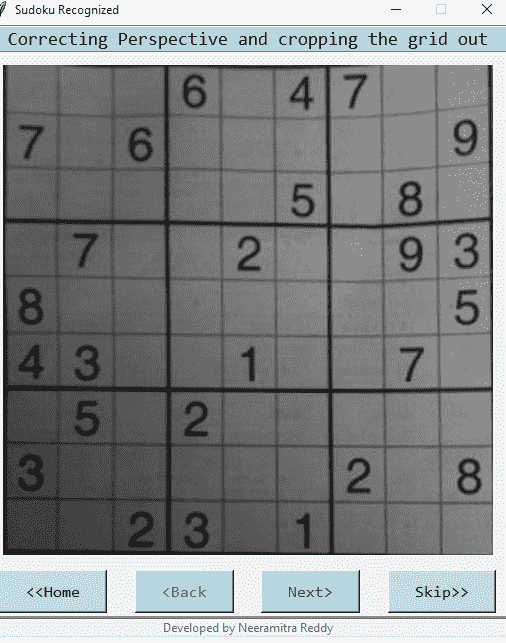 Sudoku Recognized
Correcting Perspective and cropping the grid out
6 4 7
7 6 9
5 8
7 2 9 3
8 5
4 3 1 7
5 2
3 2 8
2 3 1
<<Home <Back Next> Skip>>
Developed by Neeramitra Reddy